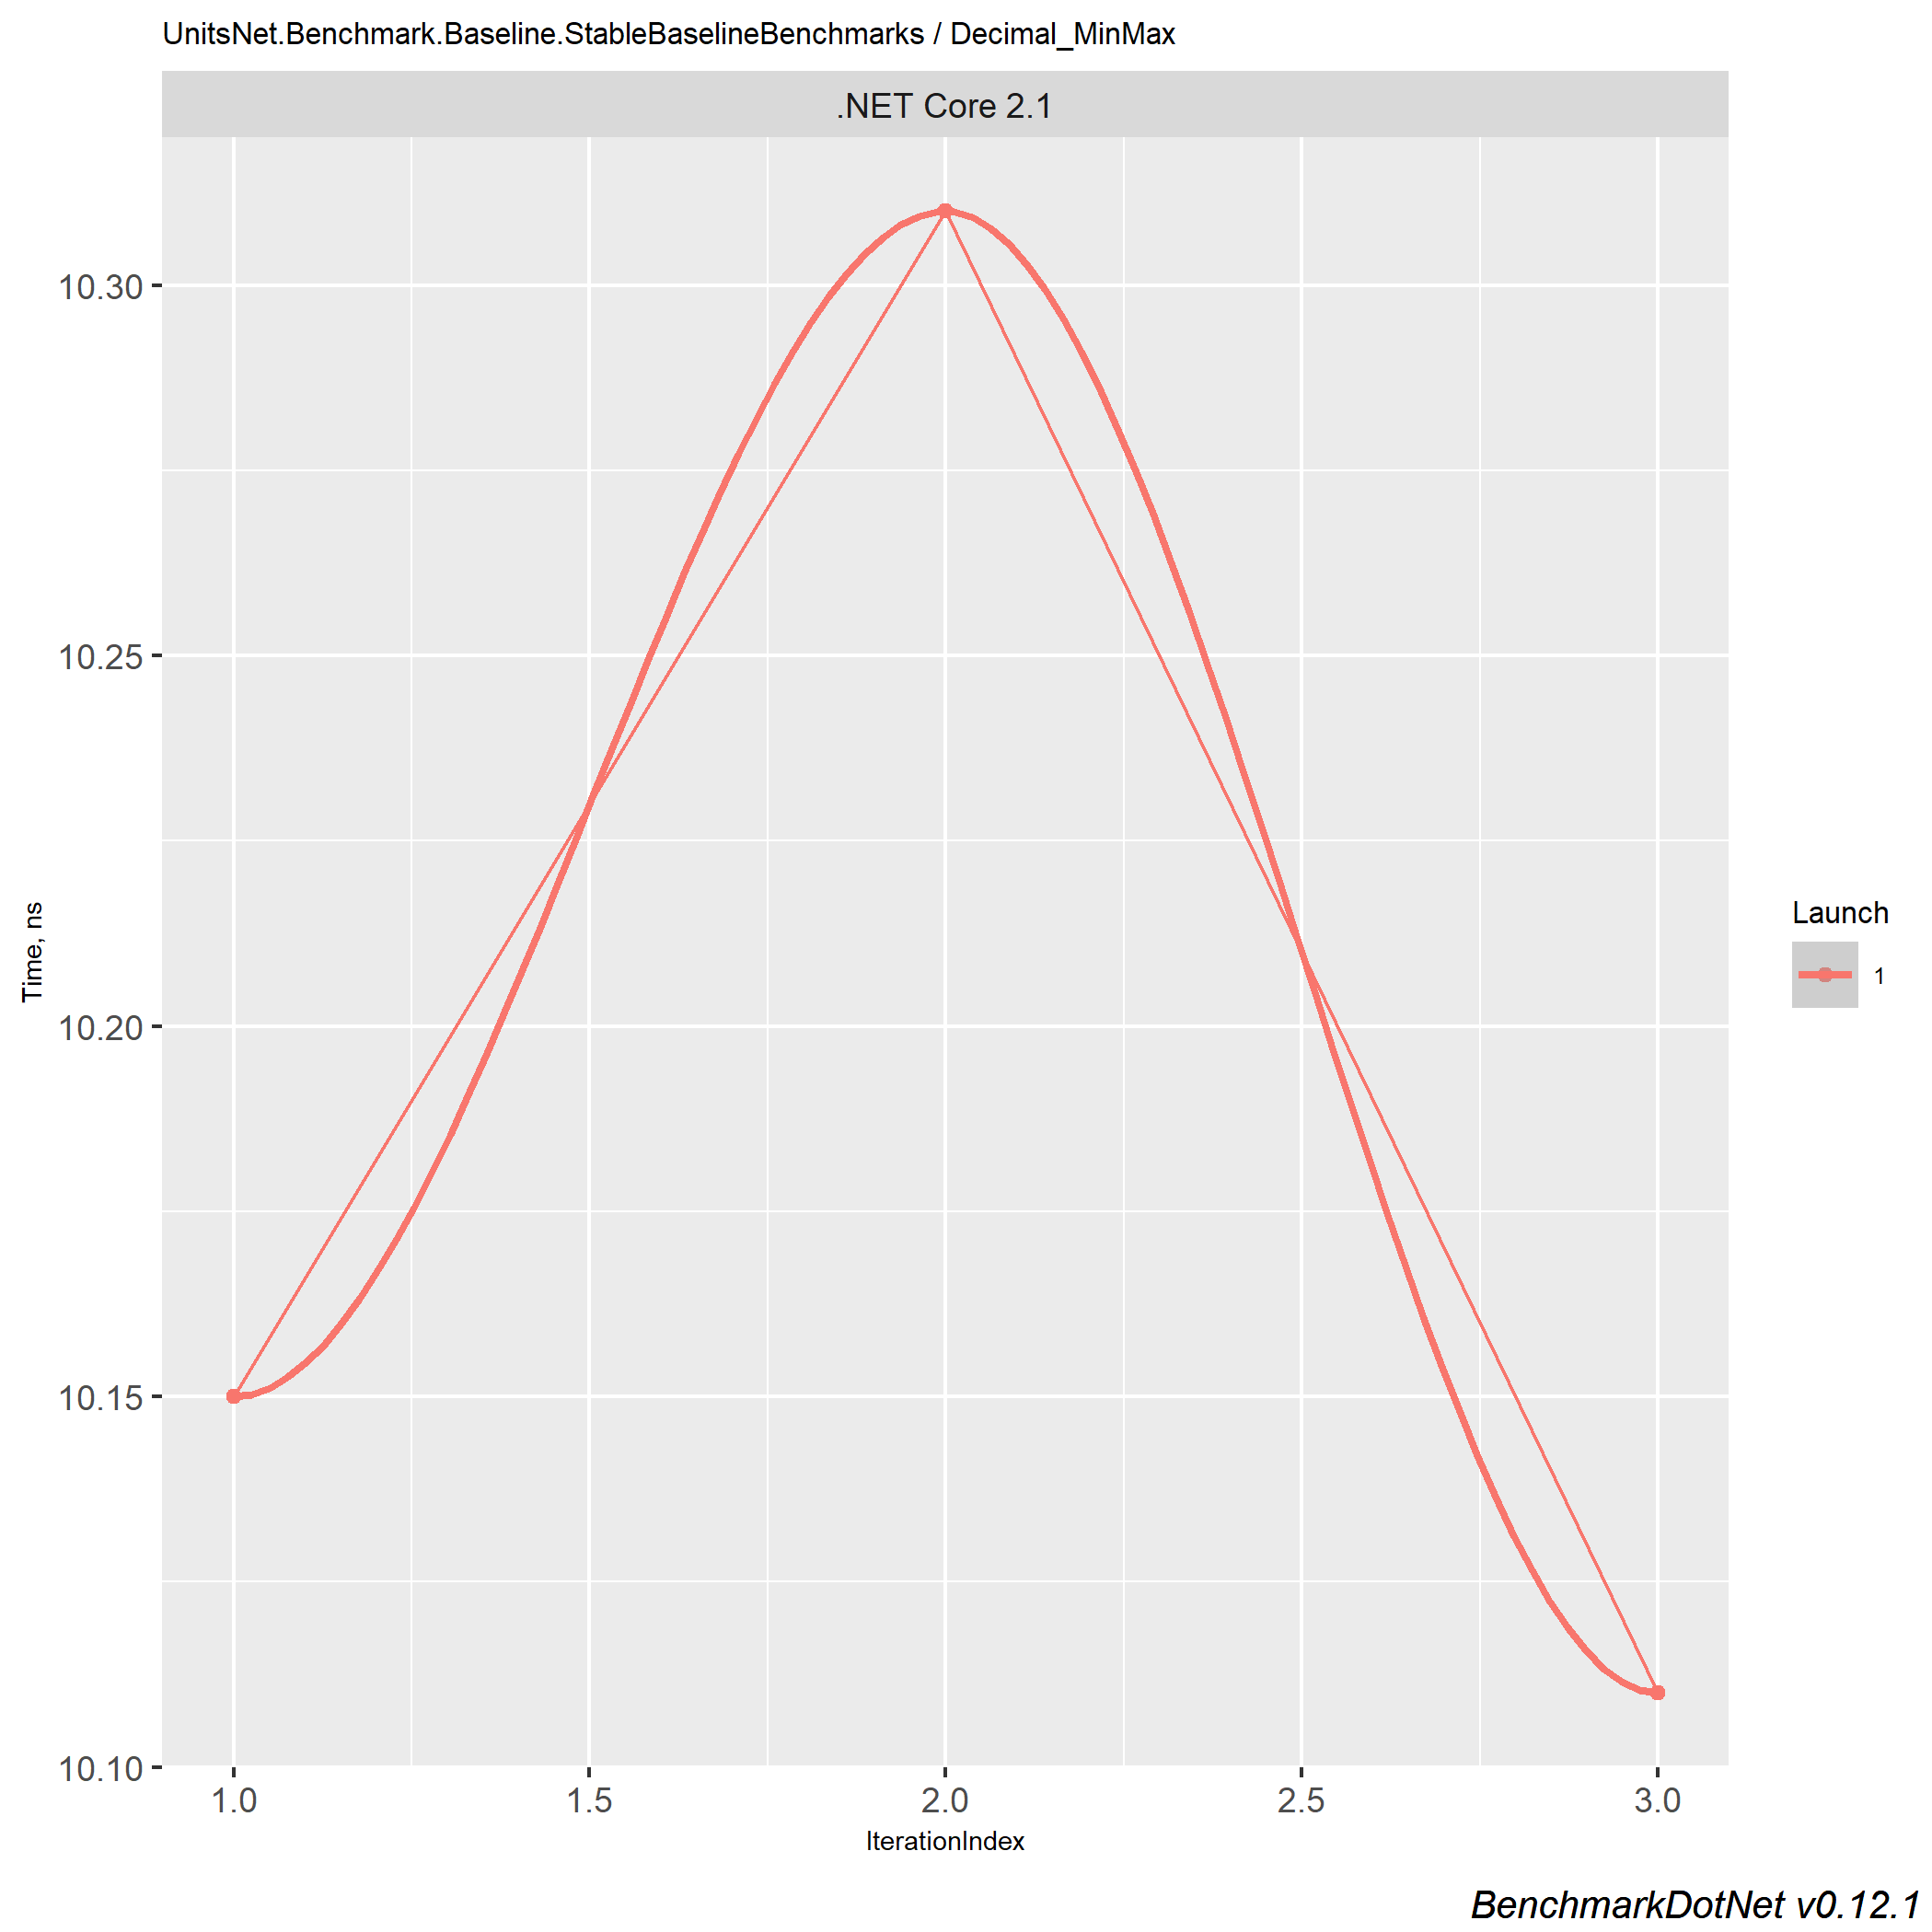 UnitsNet.Benchmark.Baseline.StableBaselineBenchmarks / Decimal_MinMax
.NET Core 2.1
10.30
10.25
10.20
10.15
10.10
Time, ns
1.0 1.5 2.0 2.5 3.0
IterationIndex
Launch
1
BenchmarkDotNet v0.12.1